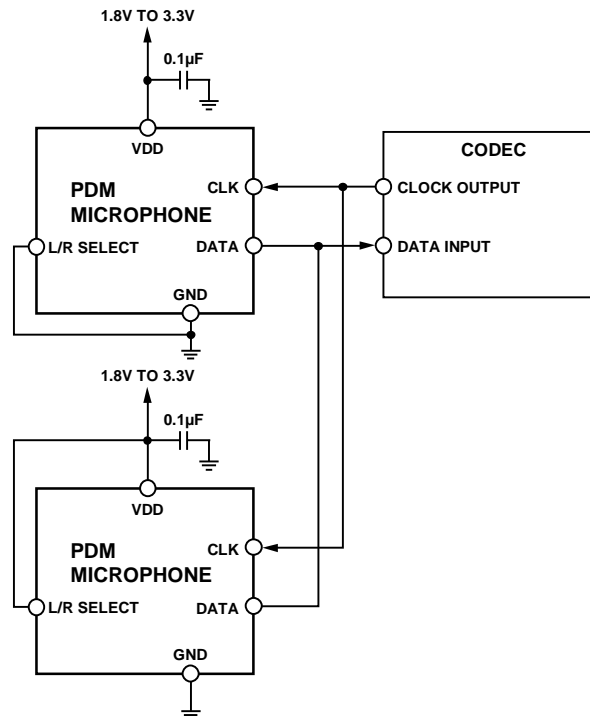 1.8V TO 3.3V
0.1µF
VDD
PDM
MICROPHONE
CLK
L/R SELECT
DATA
GND
CODEC
CLOCK OUTPUT
DATA INPUT
1.8V TO 3.3V
0.1µF
VDD
PDM
MICROPHONE
CLK
L/R SELECT
DATA
GND